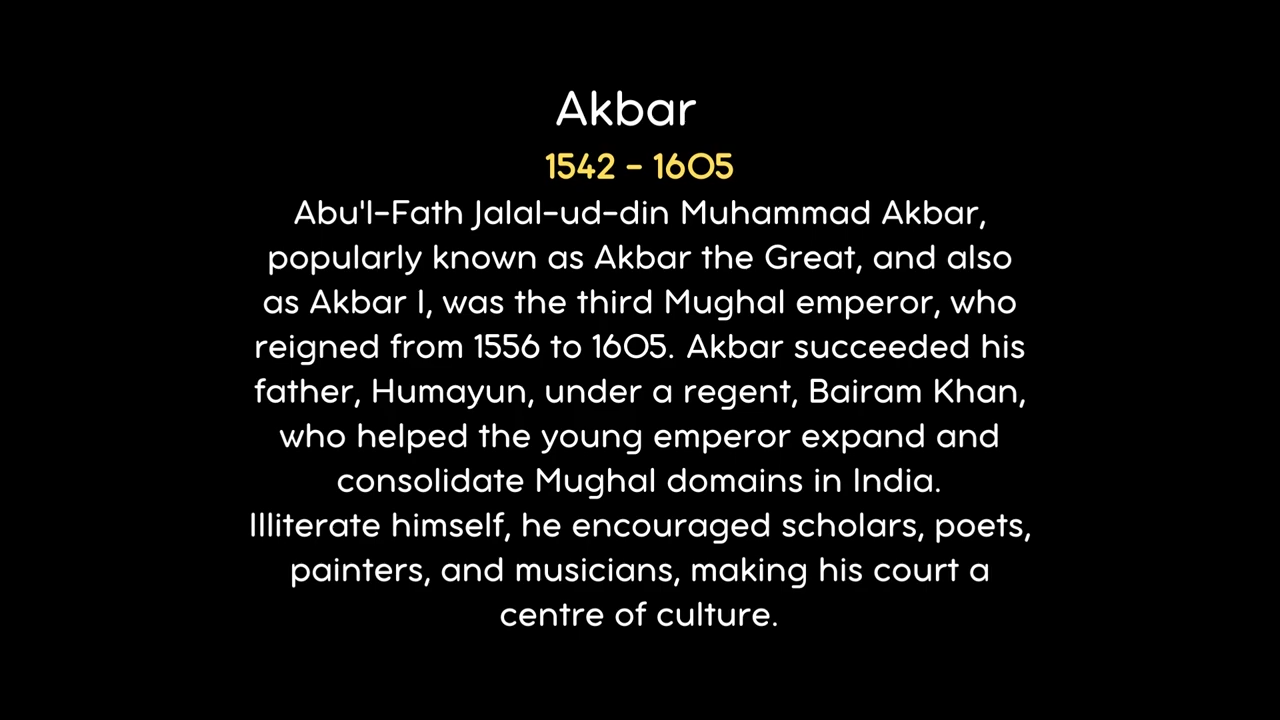 Akbar
1542 - 1605
Abu'l-Fath Jalal-ud-din Muhammad Akbar,
popularly known as Akbar the Great, and also
as Akbar I, was the third Mughal emperor, who
reigned from 1556 to 1605. Akbar succeeded his
father, Humayun, under a regent, Bairam Khan,
who helped the young emperor expand and
consolidate Mughal domains in India.
Illiterate himself, he encouraged scholars, poets,
painters, and musicians, making his court a
centre of culture.